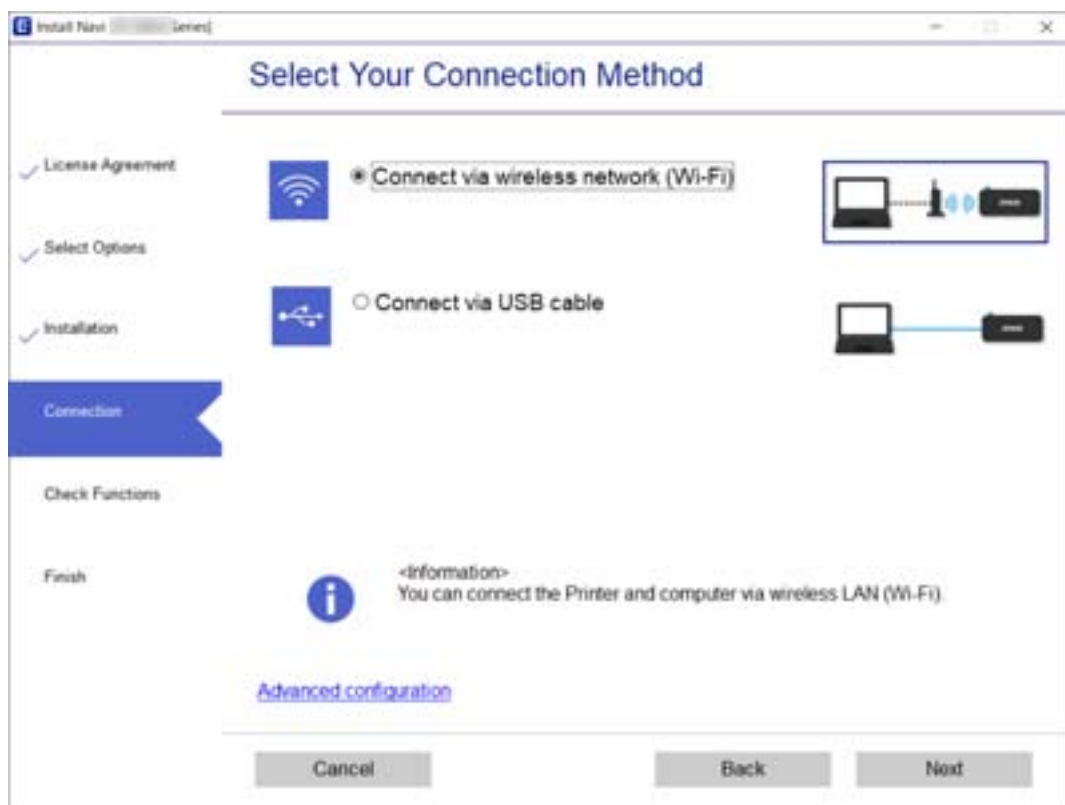 Install Navi Series]
Select Your Connection Method
License Agreement
Select Options
Installation
Connection
Check Functions
Finish
Connect via wireless network (Wi-Fi)
Connect via USB cable
<Information>
You can connect the Printer and computer via wireless LAN (Wi-Fi).
Advanced configuration
Cancel
Back
Next